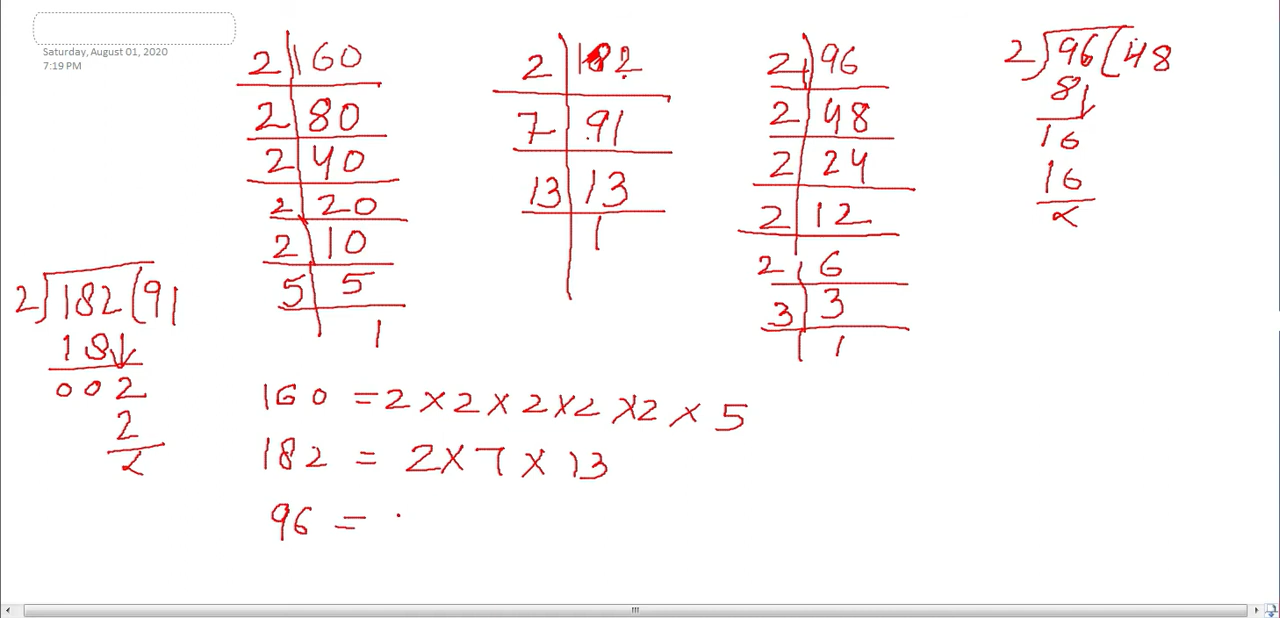 Saturday, August 01, 2020
7:19 PM
2 | 160
2 | 80
2 | 40
2 | 20
2 | 10
5 | 5
1
2 | 182
7 | 91
13 | 13
1
2 | 96
2 | 48
2 | 24
2 | 12
2 | 6
3 | 3
1
2 ) 96 ( 48
8↓
16
16
×
2 ) 182 ( 91
18↓
002
2
×
160 = 2 × 2 × 2 × 2 × 2 × 5
182 = 2 × 7 × 13
96 =